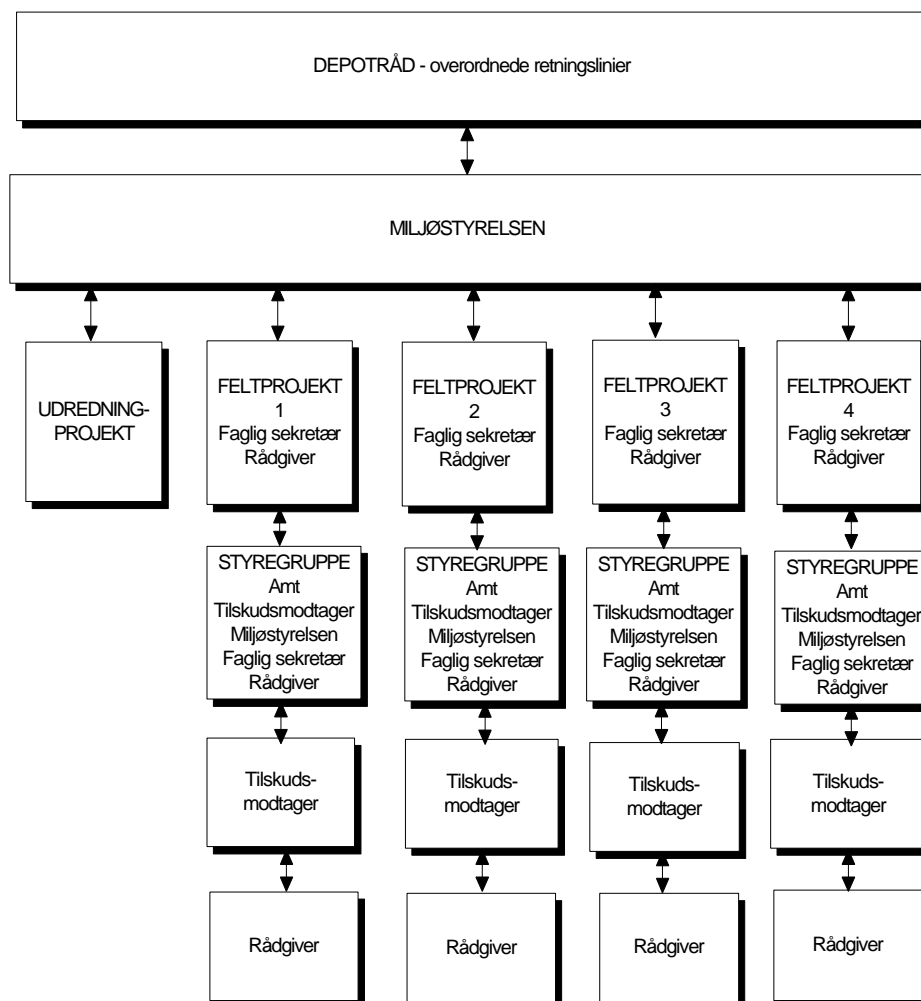 DEPOTRÅD - overordnede retningslinier
MILJØSTYRELSEN
UDREDNING-
PROJEKT
FELTPROJEKT
1
Faglig sekretær
Rådgiver
FELTPROJEKT
2
Faglig sekretær
Rådgiver
FELTPROJEKT
3
Faglig sekretær
Rådgiver
FELTPROJEKT
4
Faglig sekretær
Rådgiver
STYREGRUPPE
Amt
Tilskudsmodtager
Miljøstyrelsen
Faglig sekretær
Rådgiver
STYREGRUPPE
Amt
Tilskudsmodtager
Miljøstyrelsen
Faglig sekretær
Rådgiver
STYREGRUPPE
Amt
Tilskudsmodtager
Miljøstyrelsen
Faglig sekretær
Rådgiver
STYREGRUPPE
Amt
Tilskudsmodtager
Miljøstyrelsen
Faglig sekretær
Rådgiver
Tilskuds-
modtager
Tilskuds-
modtager
Tilskuds-
modtager
Tilskuds-
modtager
Rådgiver
Rådgiver
Rådgiver
Rådgiver